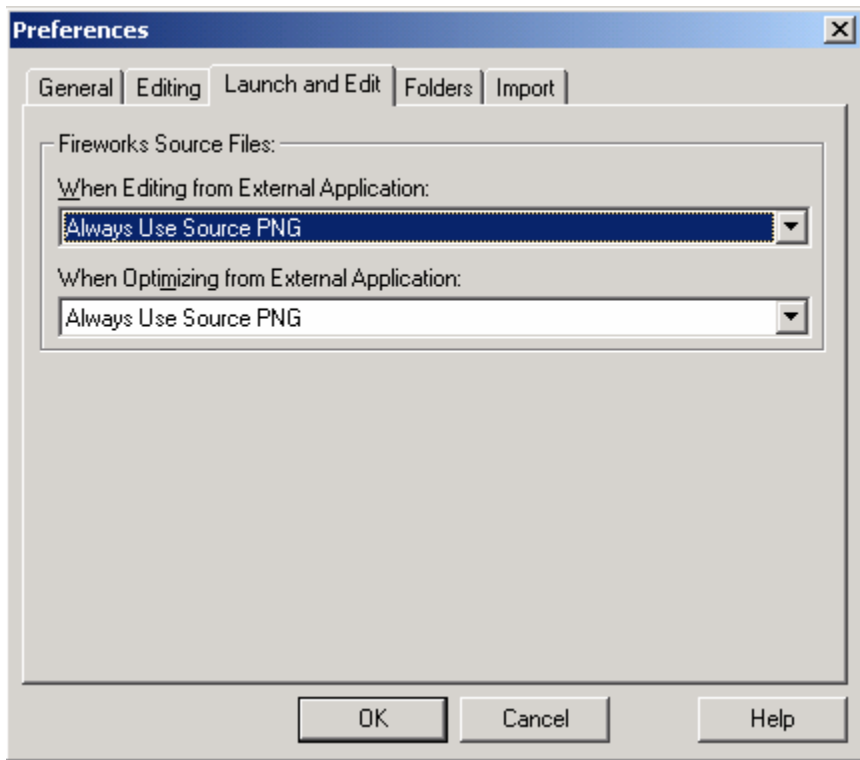 Preferences
General Editing Launch and Edit Folders Import
Fireworks Source Files:
When Editing from External Application:
Always Use Source PNG
When Optimizing from External Application:
Always Use Source PNG
OK Cancel Help